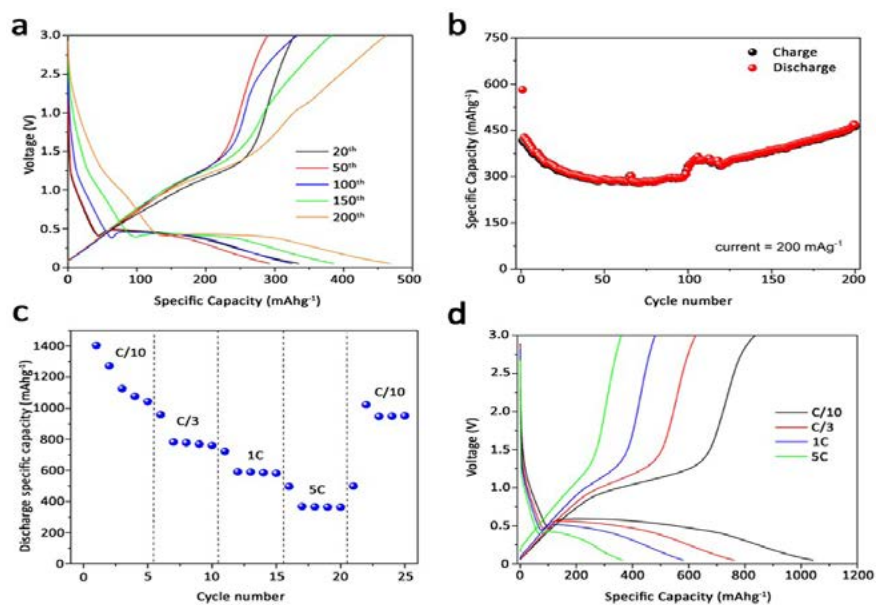 a
3.0
2.5
2.0
1.5
1.0
0.5
0
Voltage (V)
20th
50th
100th
150th
200th
0 100 200 300 400 500
Specific Capacity (mAhg-1)
b
750
600
450
300
150
0
Specific Capacity (mAhg-1)
Charge
Discharge
current = 200 mAg-1
0 50 100 150 200
Cycle number
c
1400
1200
1000
800
600
400
200
0
Discharge specific capacity (mAhg-1)
C/10
C/3
1C
5C
C/10
0 5 10 15 20 25
Cycle number
d
3.0
2.5
2.0
1.5
1.0
0.5
0
Voltage (V)
C/10
C/3
1C
5C
0 200 400 600 800 1000 1200
Specific Capacity (mAhg-1)